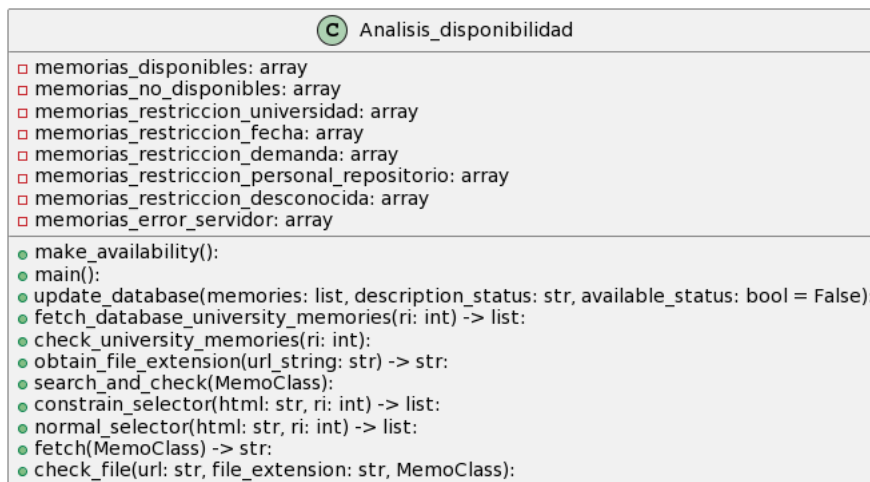 C Analisis_disponibilidad
memorias_disponibles: array
memorias_no_disponibles: array
memorias_restriccion_universidad: array
memorias_restriccion_fecha: array
memorias_restriccion_demanda: array
memorias_restriccion_personal_repositorio: array
memorias_restriccion_desconocida: array
memorias_error_servidor: array
make_availability():
main():
update_database(memories: list, description_status: str, available_status: bool = False):
fetch_database_university_memories(ri: int) -> list:
check_university_memories(ri: int):
obtain_file_extension(url_string: str) -> str:
search_and_check(MemoClass):
constrain_selector(html: str, ri: int) -> list:
normal_selector(html: str, ri: int) -> list:
fetch(MemoClass) -> str:
check_file(url: str, file_extension: str, MemoClass):